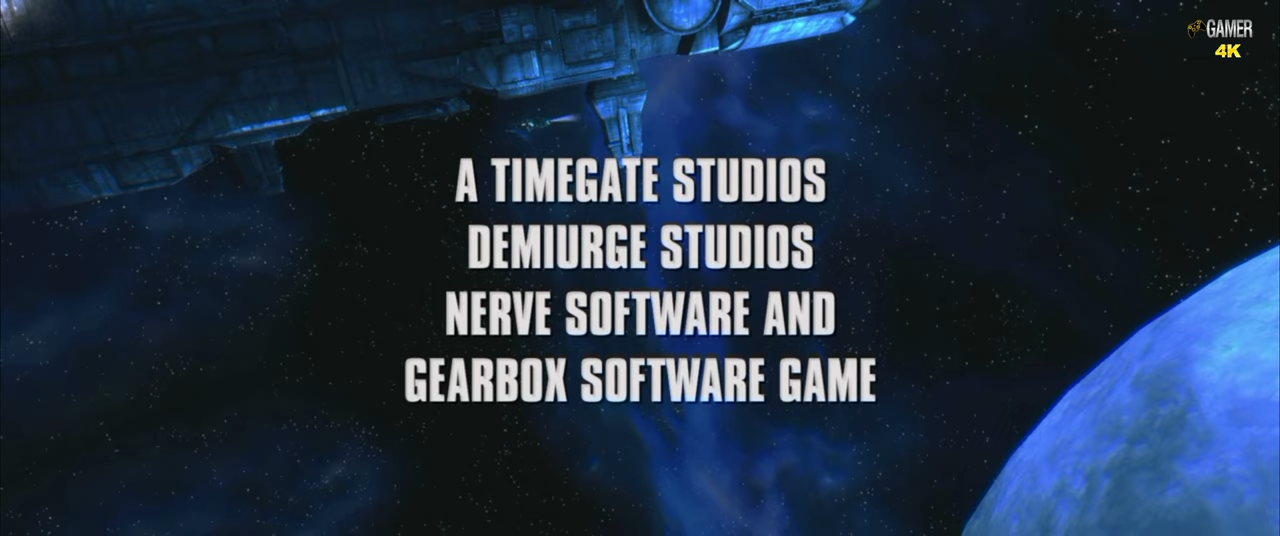 GAMER
4K
A TIMEGATE STUDIOS
DEMIURGE STUDIOS
NERVE SOFTWARE AND
GEARBOX SOFTWARE GAME